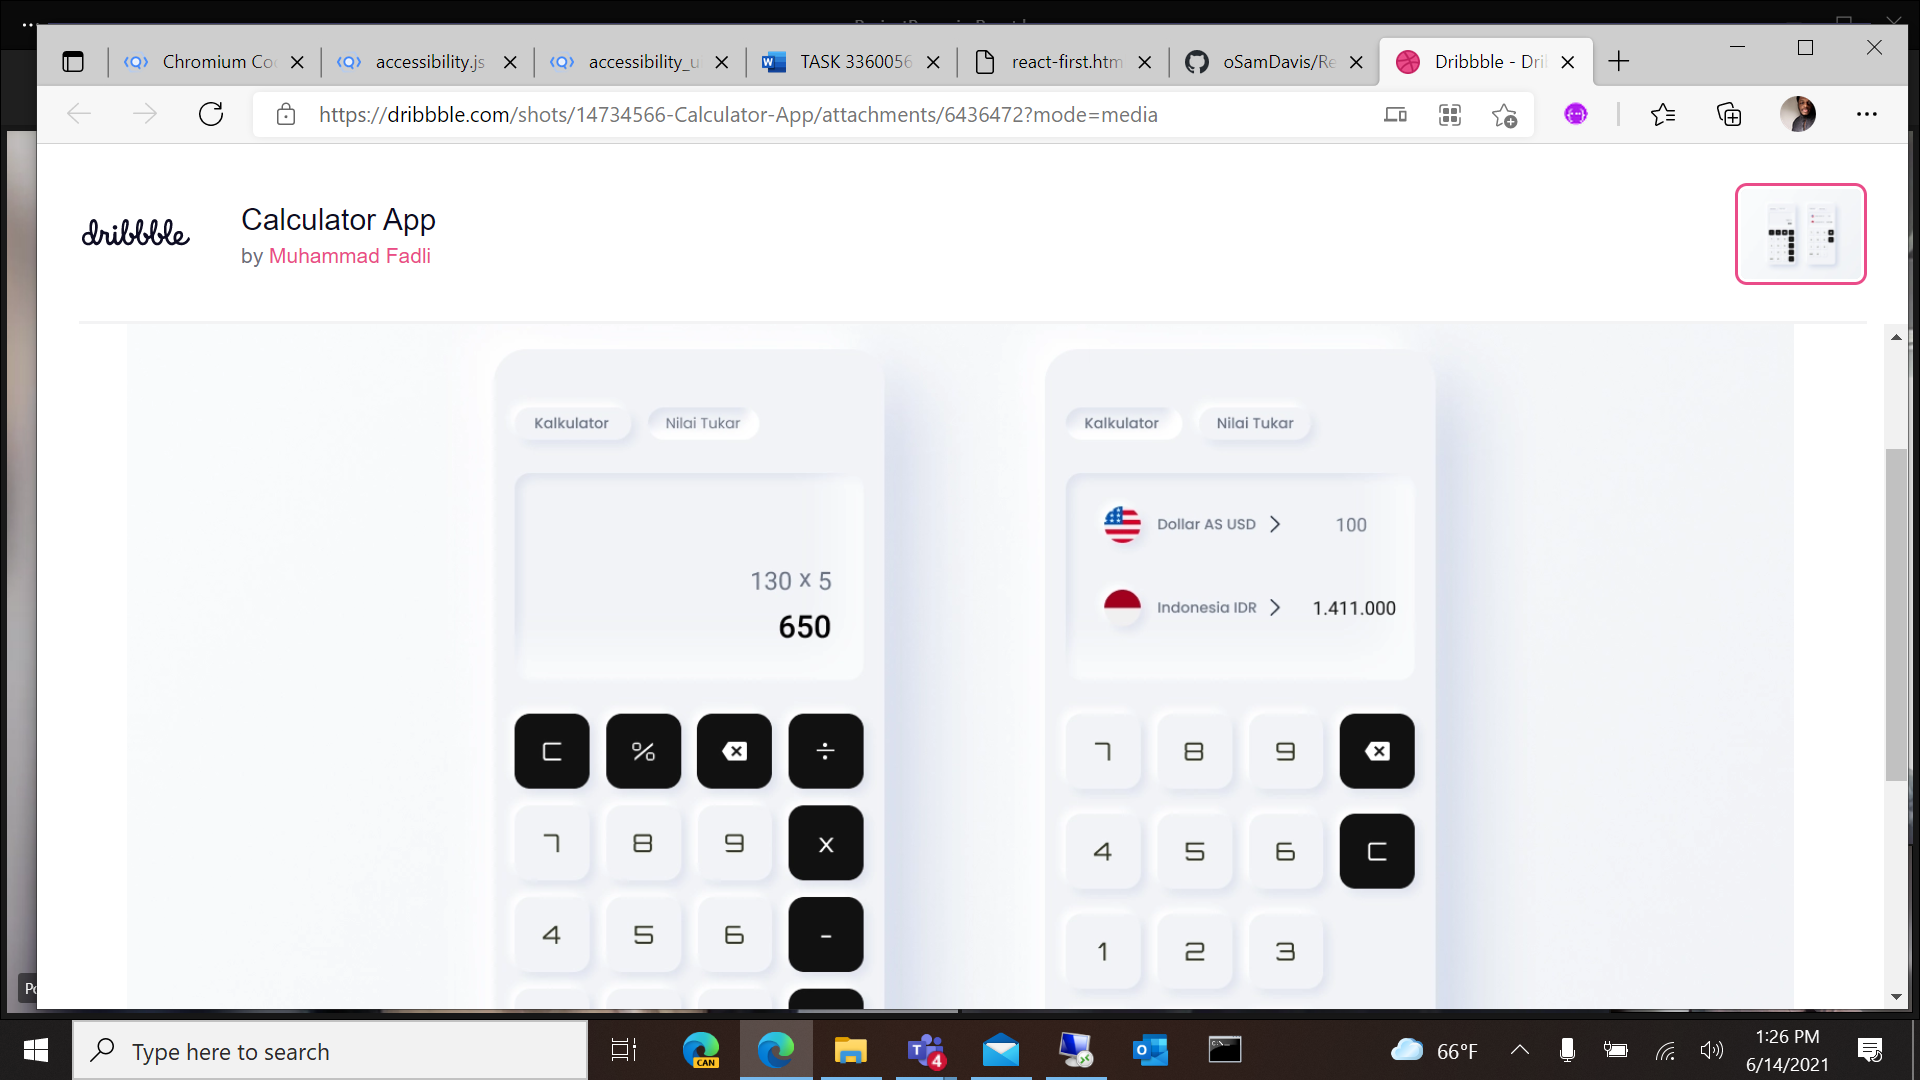 Chromium Co
accessibility.js
accessibility_u
TASK 3360056
react-first.htm
oSamDavis/Re
Dribbble - Dri
https://dribbble.com/shots/14734566-Calculator-App/attachments/6436472?mode=media
dribbble
Calculator App
by Muhammad Fadli
Kalkulator Nilai Tukar
130 x 5
650
C % ÷
7 8 9 x
4 5 6 -
Kalkulator Nilai Tukar
Dollar AS USD > 100
Indonesia IDR > 1.411.000
7 8 9
4 5 6 C
1 2 3
Type here to search
CAN
4
66°F
1:26 PM
6/14/2021